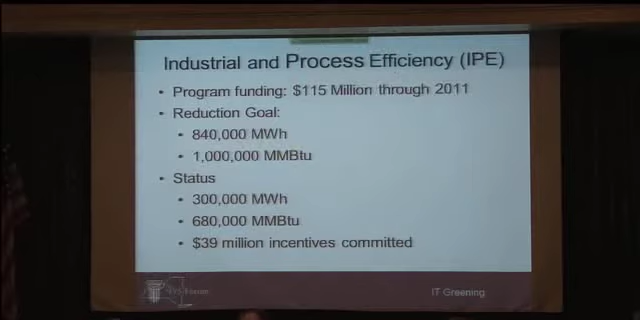 Industrial and Process Efficiency (IPE)
• Program funding: $115 Million through 2011
• Reduction Goal:
• 840,000 MWh
• 1,000,000 MMBtu
• Status
• 300,000 MWh
• 680,000 MMBtu
• $39 million incentives committed
Forum
IT Greening